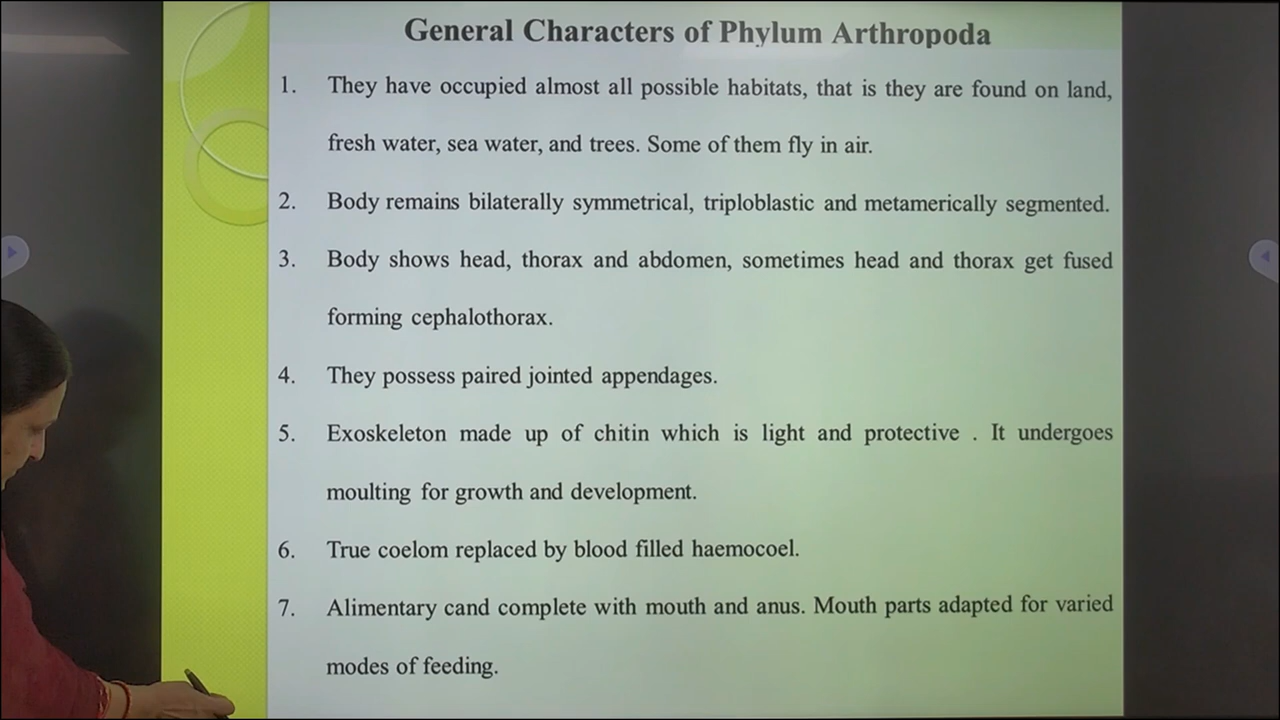 General Characters of Phylum Arthropoda
1. They have occupied almost all possible habitats, that is they are found on land,
fresh water, sea water, and trees. Some of them fly in air.
2. Body remains bilaterally symmetrical, triploblastic and metamerically segmented.
3. Body shows head, thorax and abdomen, sometimes head and thorax get fused
forming cephalothorax.
4. They possess paired jointed appendages.
5. Exoskeleton made up of chitin which is light and protective . It undergoes
moulting for growth and development.
6. True coelom replaced by blood filled haemocoel.
7. Alimentary cand complete with mouth and anus. Mouth parts adapted for varied
modes of feeding.